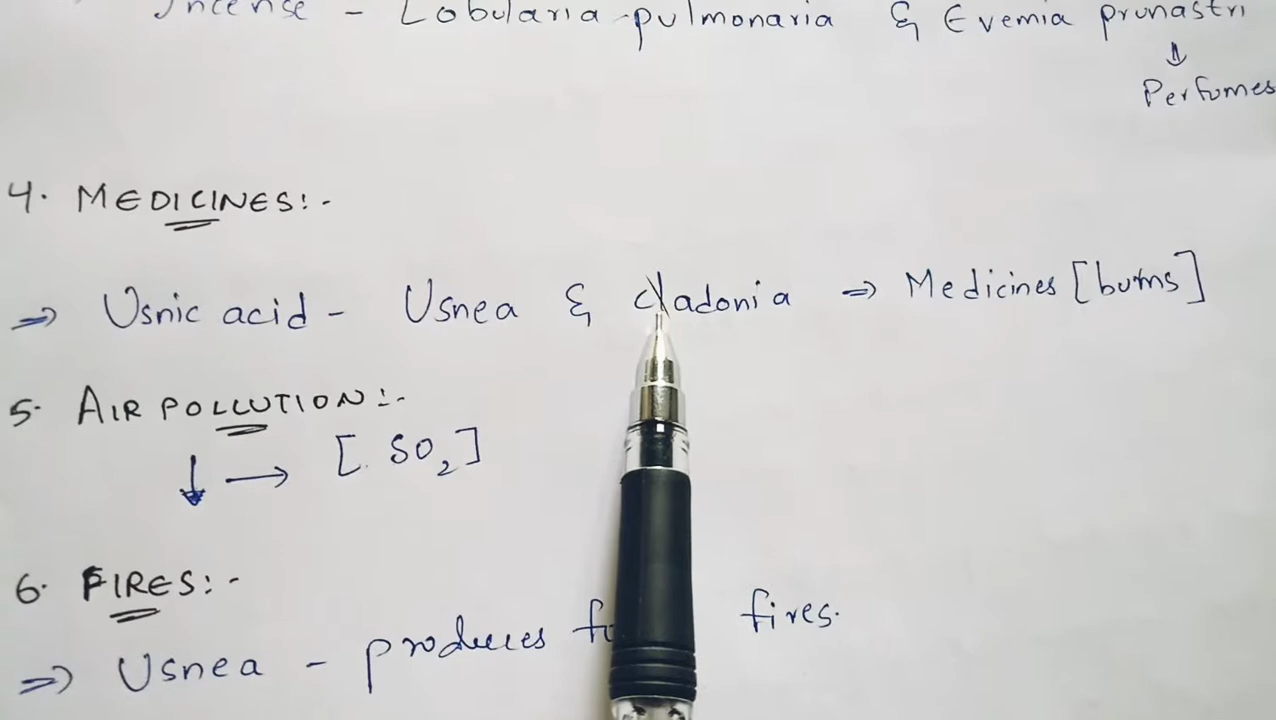 Incense - Lobularia pulmonaria & Evemia prunastri
⇓
Perfumes
4. MEDICINES:-
⇒ Usnic acid - Usnea & cladonia ⇒ Medicines [burns]
5. AIR POLLUTION:-
↓ → [SO₂]
6. FIRES:-
⇒ Usnea - produces fires.